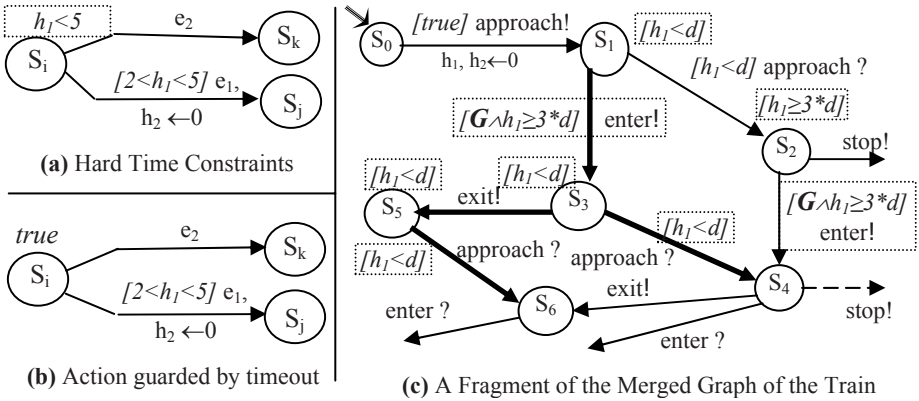 h₁<5
e₂
Sᵢ
Sₖ
[2<h₁<5] e₁,
h₂ ←0
Sⱼ
(a) Hard Time Constraints
true
e₂
Sᵢ
Sₖ
[2<h₁<5] e₁,
h₂ ←0
Sⱼ
(b) Action guarded by timeout
S₀
[true] approach!
h₁, h₂←0
S₁
[h₁<d]
[h₁<d] approach ?
[h₁≥3*d]
[G∧h₁≥3*d] enter!
S₂
stop!
[h₁<d]
[h₁<d]
S₅
exit!
S₃
[G∧h₁≥3*d]
enter!
[h₁<d]
[h₁<d]
approach ?
approach ?
S₄
exit!
stop!
enter ?
S₆
enter ?
(c) A Fragment of the Merged Graph of the Train